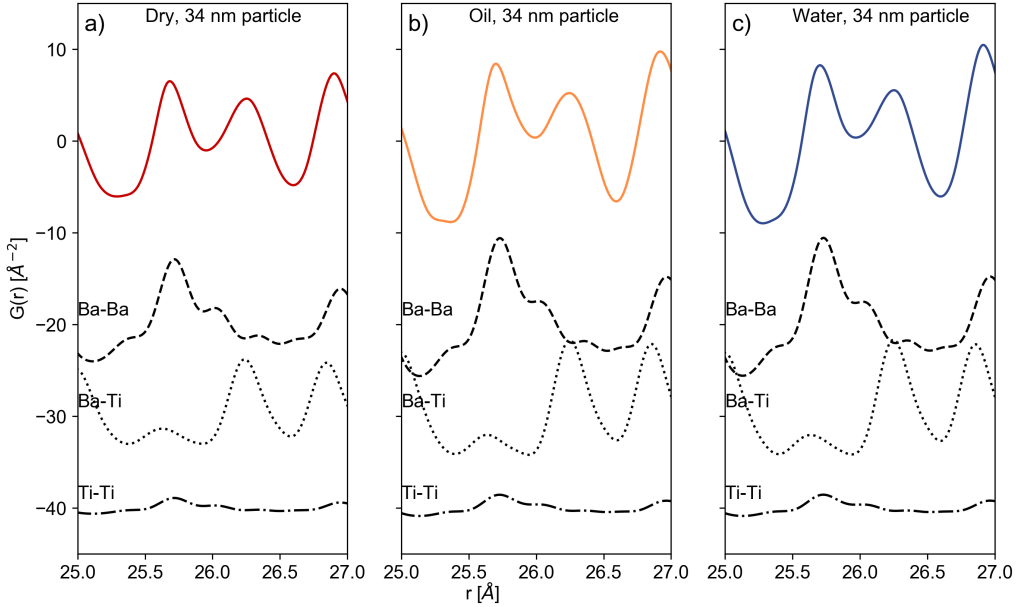 a) Dry, 34 nm particle
b) Oil, 34 nm particle
c) Water, 34 nm particle
G(r) [Å⁻²]
10
0
−10
−20
−30
−40
Ba-Ba
Ba-Ti
Ti-Ti
Ba-Ba
Ba-Ti
Ti-Ti
Ba-Ba
Ba-Ti
Ti-Ti
25.0 25.5 26.0 26.5 27.0
25.0 25.5 26.0 26.5 27.0
25.0 25.5 26.0 26.5 27.0
r [Å]